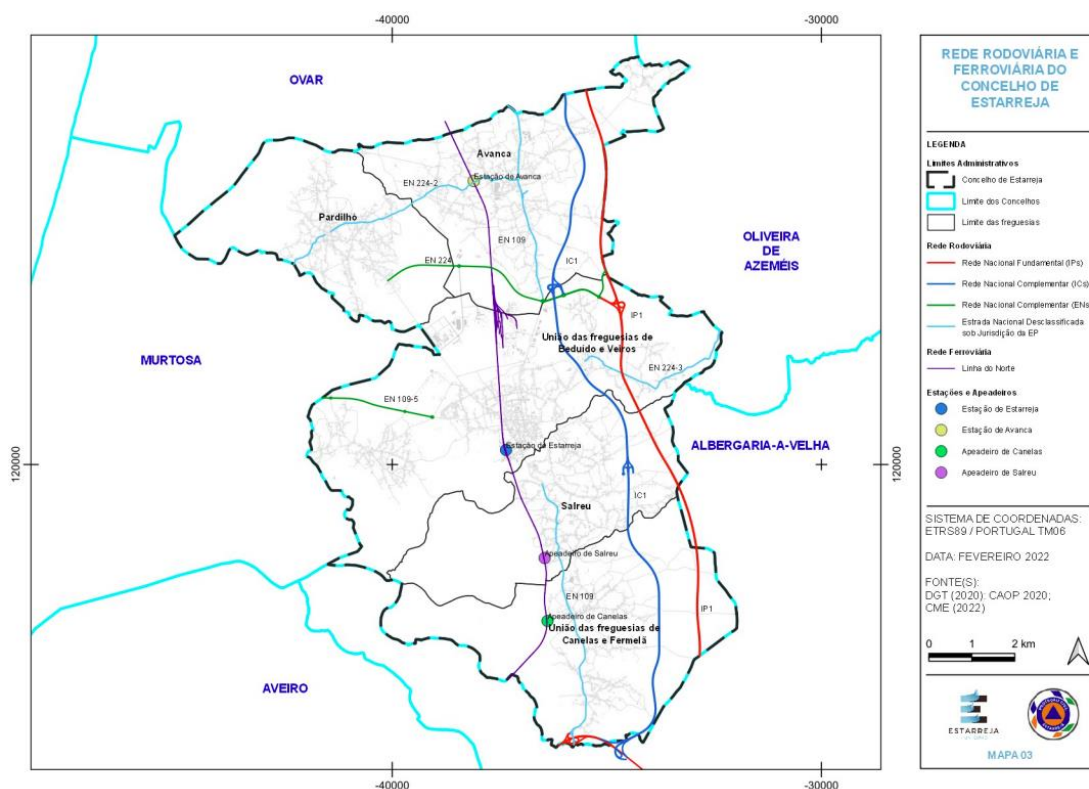 -40000
-30000
OVAR
Avanca
Estação de Avanca
EN 224-2
Pardilhó
EN 109
OLIVEIRA
DE
AZEMÉIS
EN 224
IC1
IP1
União das freguesias de
Beduido e Veiros
MURTOSA
EN 224-3
EN 109-5
ALBERGARIA-A-VELHA
Estação de Estarreja
120000
120000
Salreu
IC1
Apeadeiro de Salreu
EN 109
IP1
Apeadeiro de Canelas
União das freguesias de
Canelas e Fermelã
AVEIRO
-40000
-30000
REDE RODOVIÁRIA E
FERROVIÁRIA DO
CONCELHO DE
ESTARREJA
LEGENDA
Limites Administrativos
Concelho de Estarreja
Limite dos Concelhos
Limite das freguesias
Rede Rodoviária
Rede Nacional Fundamental (IPs)
Rede Nacional Complementar (ICs)
Rede Nacional Complementar (ENs)
Estrada Nacional Desclassificada
sob Jurisdição da EP
Rede Ferroviária
Linha do Norte
Estações e Apeadeiros
Estação de Estarreja
Estação de Avanca
Apeadeiro de Canelas
Apeadeiro de Salreu
SISTEMA DE COORDENADAS:
ETRS89 / PORTUGAL TM06
DATA: FEVEREIRO 2022
FONTE(S):
DGT (2020): CAOP 2020;
CME (2022)
0 1 2 km
ESTARREJA
MAPA 03